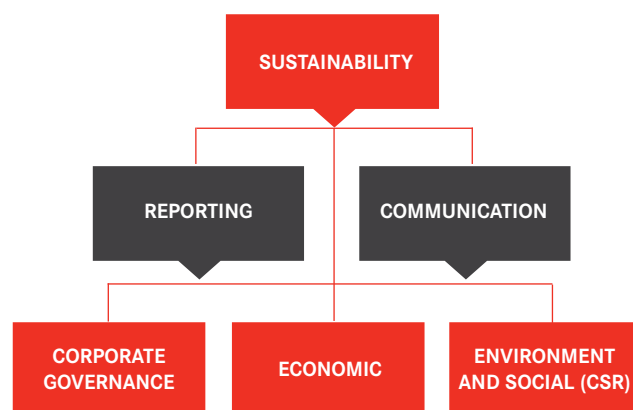 SUSTAINABILITY
REPORTING
COMMUNICATION
CORPORATE
GOVERNANCE
ECONOMIC
ENVIRONMENT
AND SOCIAL (CSR)